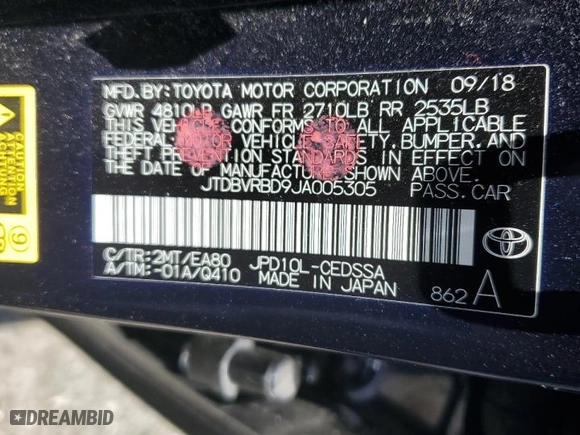 MFD. BY: TOYOTA MOTOR CORPORATION 09/18
GVWR 4810LB GAWR FR 2710LB RR 2535LB
THIS VEHICLE CONFORMS TO ALL APPLICABLE
FEDERAL MOTOR VEHICLE SAFETY, BUMPER, AND
THEFT PREVENTION STANDARDS IN EFFECT ON
THE DATE OF MANUFACTURE SHOWN ABOVE.
JTDBVRBD9JA005305 PASS. CAR
C/TR: 2MT/EA80 JPD10L-CEDSSA
A/TM: -01A/Q410 MADE IN JAPAN
862 A
TOYOTA
9
DREAMBID